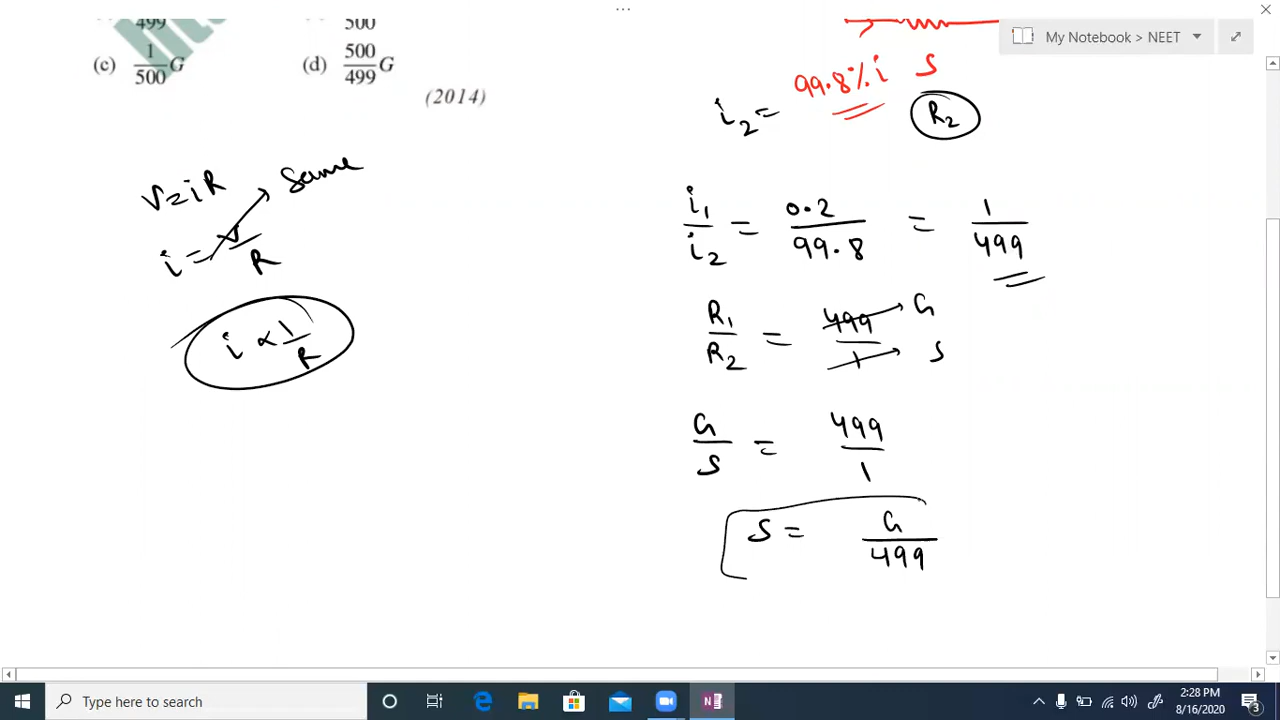 ...
499
500
My Notebook > NEET
(c) 1/500 G
(d) 500/499 G
(2014)
99.8% i S
i₂ =
R₂
V=iR
same
i = V/R
i ∝ 1/R
i₁/i₂ = 0.2/99.8 = 1/499
R₁/R₂ = 499/1
G
S
G/S = 499/1
S = G/499
Type here to search
2:28 PM
8/16/2020
3